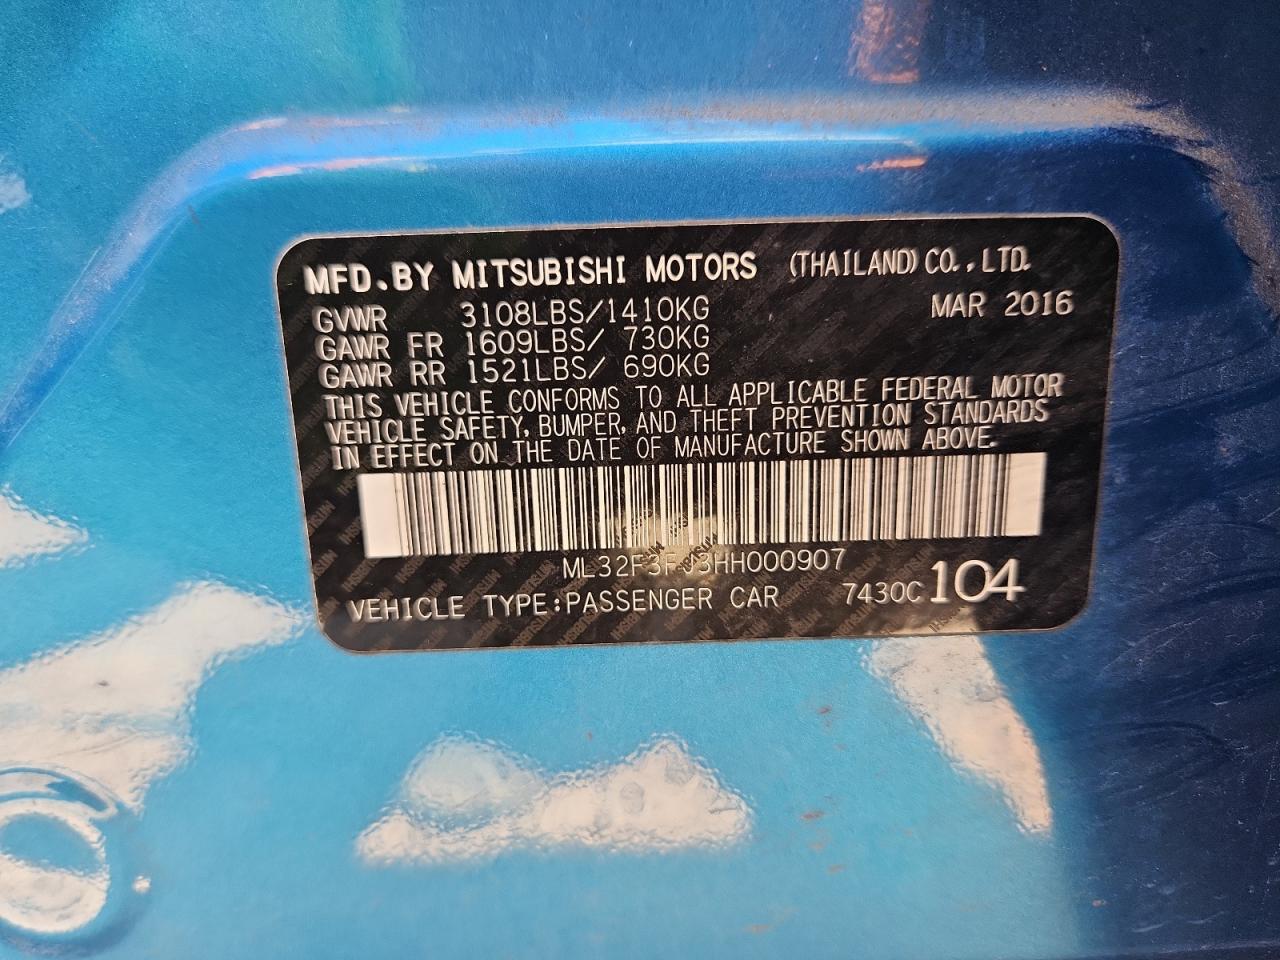 MFD.BY MITSUBISHI MOTORS (THAILAND) CO.,LTD.
GVWR 3108LBS/1410KG MAR 2016
GAWR FR 1609LBS/ 730KG
GAWR RR 1521LBS/ 690KG
THIS VEHICLE CONFORMS TO ALL APPLICABLE FEDERAL MOTOR
VEHICLE SAFETY, BUMPER, AND THEFT PREVENTION STANDARDS
IN EFFECT ON THE DATE OF MANUFACTURE SHOWN ABOVE.
ML32F3FJ3HH000907
VEHICLE TYPE:PASSENGER CAR 7430C 104